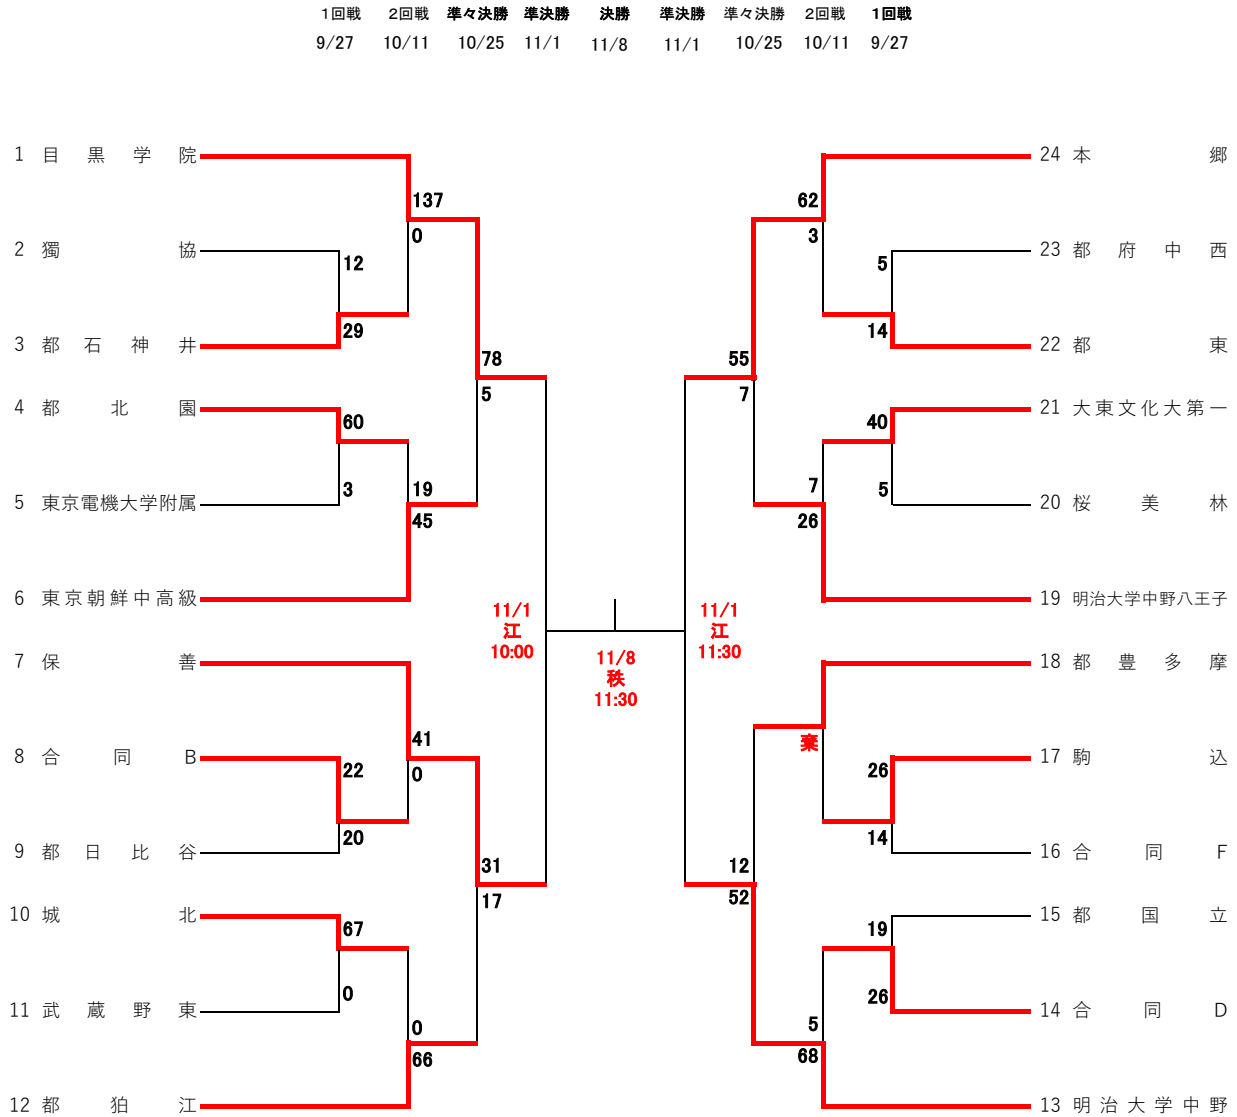 1回戦 2回戦 準々決勝 準決勝 決勝 準決勝 準々決勝 2回戦 1回戦
9/27 10/11 10/25 11/1 11/8 11/1 10/25 10/11 9/27
1 目黒学院
137
0
2 獨協
12
29
3 都石神井
78
5
4 都北園
60
3
5 東京電機大学附属
19
45
6 東京朝鮮中高級
11/1
江
10:00
7 保善
41
0
8 合同B
22
20
9 都日比谷
31
17
10 城北
67
0
11 武蔵野東
0
66
12 都狛江
11/8
秩
11:30
24 本郷
62
3
23 都府中西
5
14
22 都東
55
7
21 大東文化大第一
40
5
20 桜美林
7
26
19 明治大学中野八王子
11/1
江
11:30
18 都豊多摩
棄
17 駒込
26
14
16 合同F
12
52
15 都国立
19
26
14 合同D
5
68
13 明治大学中野